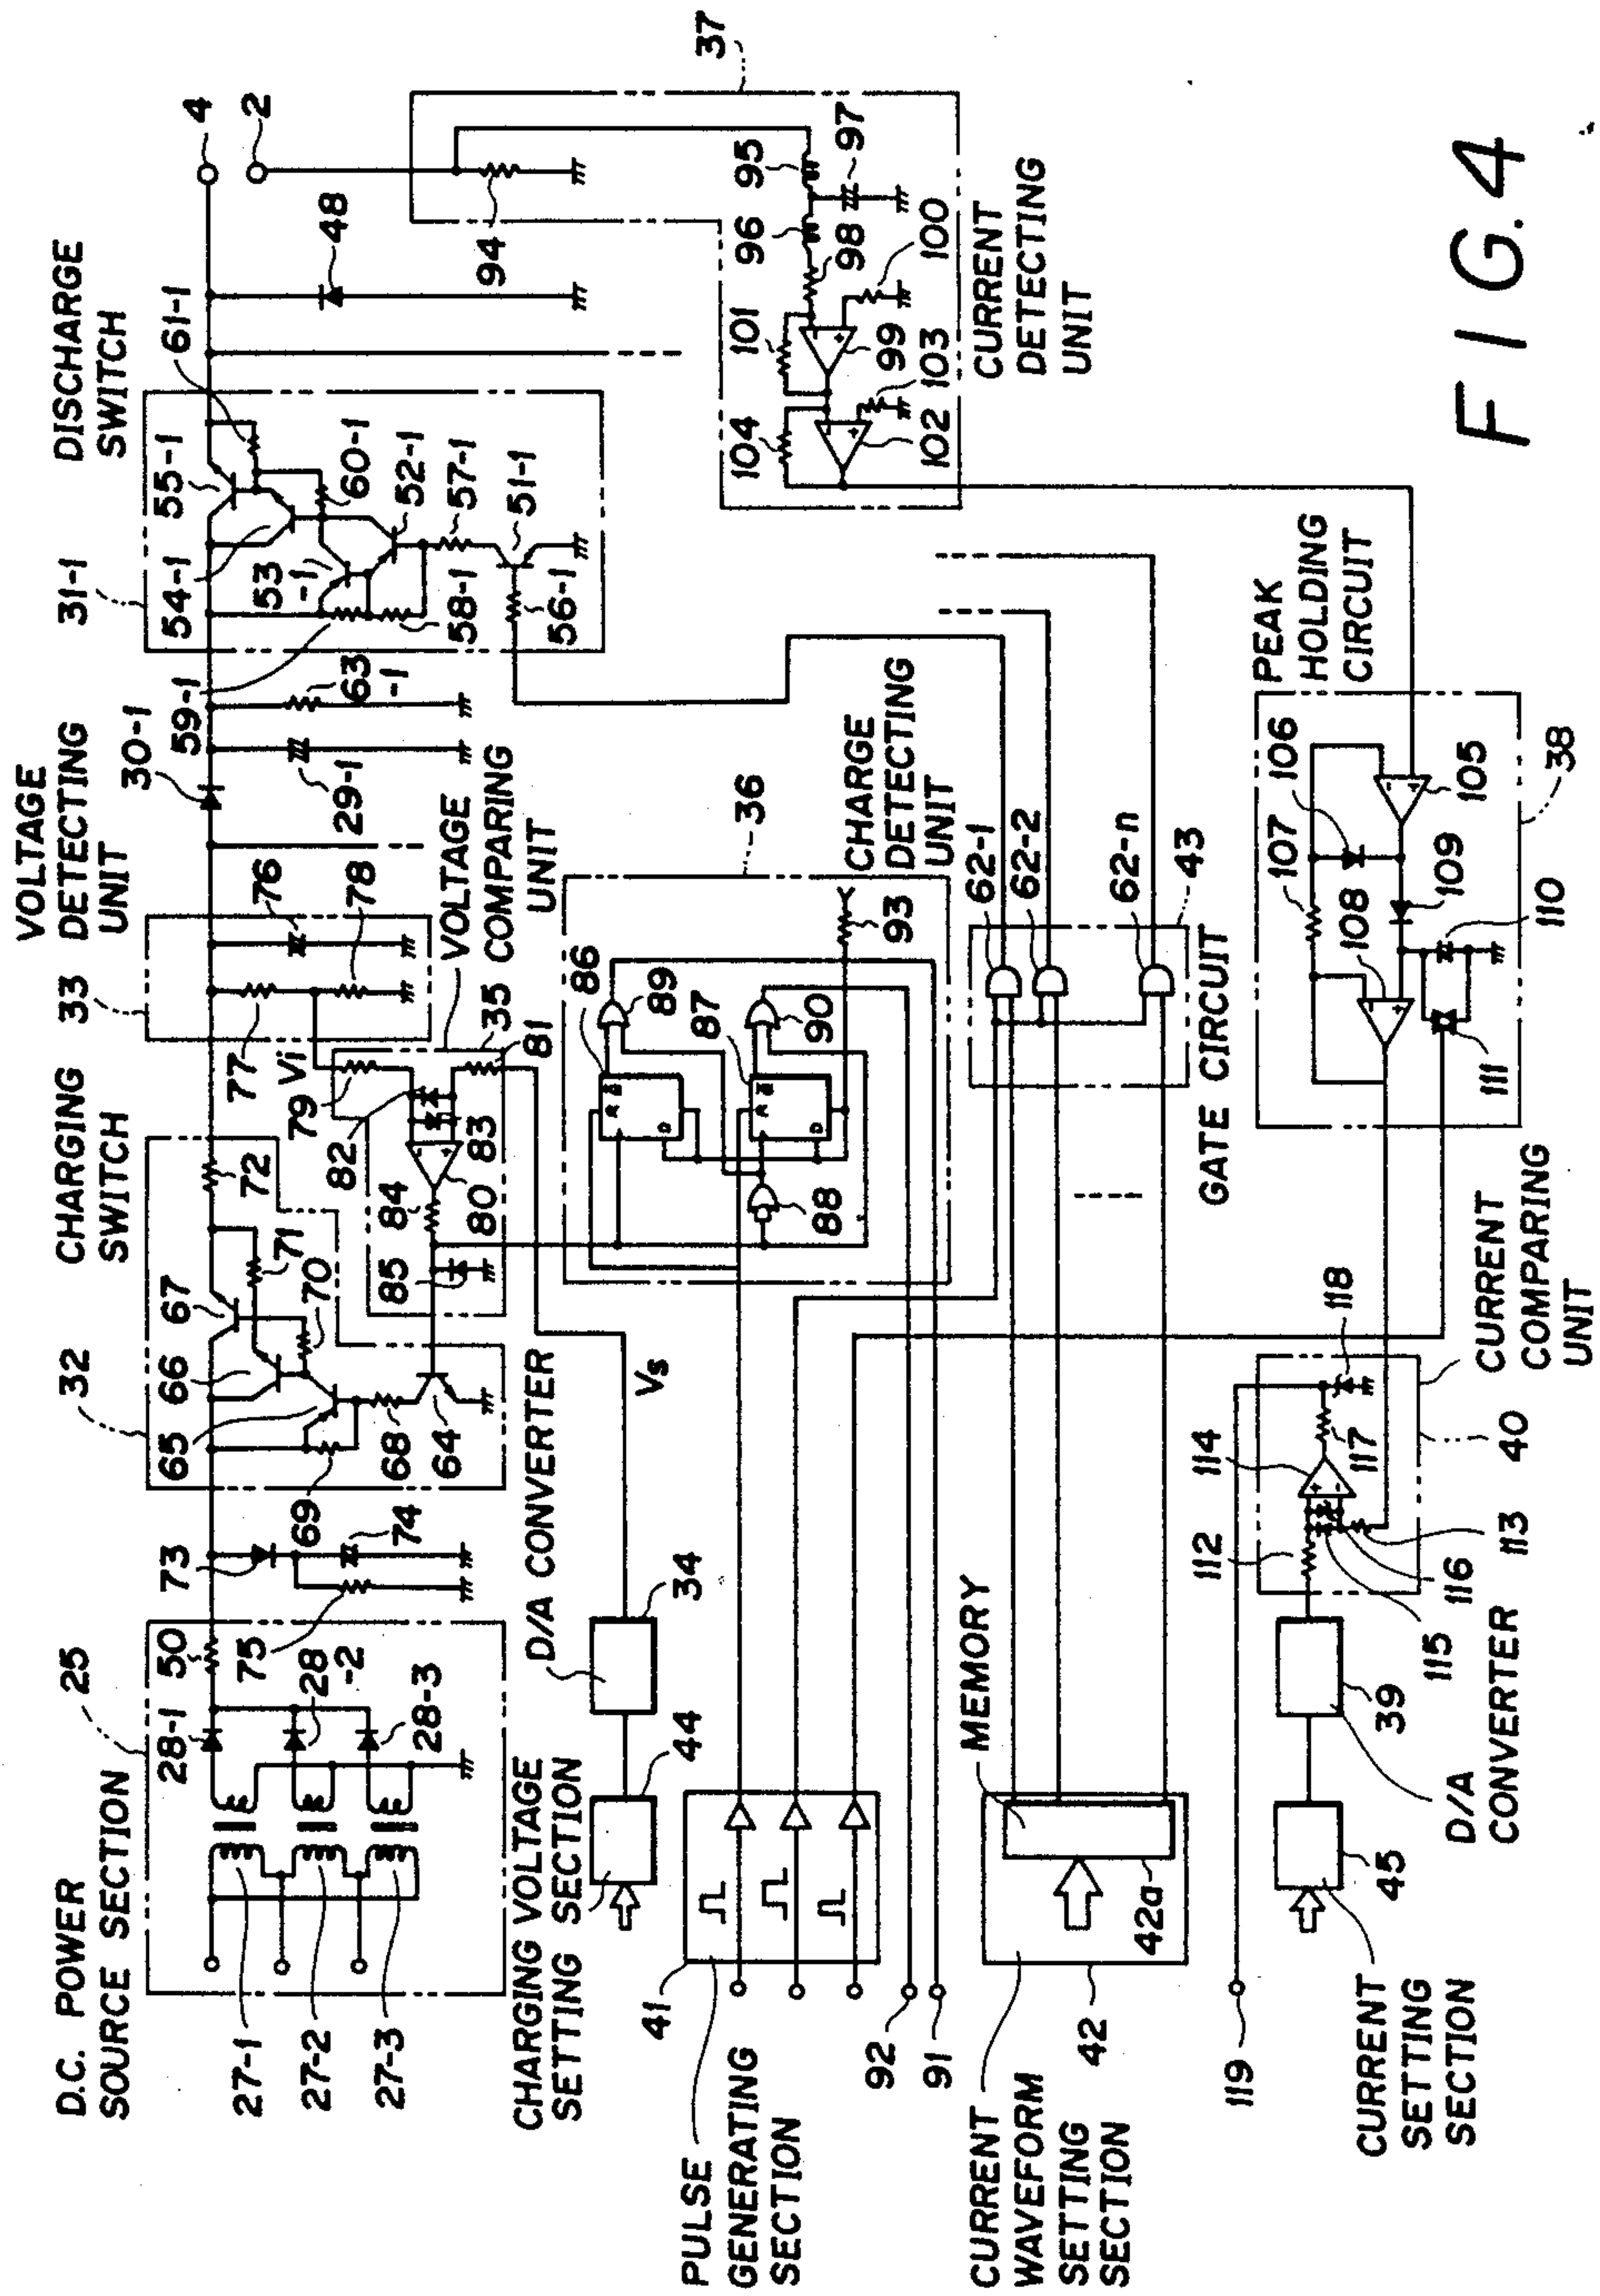 D.C. POWER
SOURCE SECTION
25
28-1
50
75
28
-2
28-3
27-1
27-2
27-3
73
69
74
32
65
66
67
68
64
70
71
72
CHARGING
SWITCH
33
VOLTAGE
DETECTING
UNIT
77
76
78
Vi
79
82
83
84
80
85
35
81
VOLTAGE
COMPARING
UNIT
30-1
59-1
29-1
63
-1
31-1
54-1
55-1
53
-1
58-1
56-1
60-1
52-1
57-1
51-1
61-1
DISCHARGE
SWITCH
48
4
2
94
37
95
97
96
98
100
101
99
103
104
102
CURRENT
DETECTING
UNIT
CHARGING VOLTAGE
SETTING SECTION
44
34
D/A CONVERTER
Vs
36
CHARGE
DETECTING
UNIT
86
R
Q
D
89
87
R
Q
D
90
88
93
41
PULSE
GENERATING
SECTION
92
91
MEMORY
42a
42
CURRENT
WAVEFORM
SETTING
SECTION
62-1
62-2
62-n
43
GATE CIRCUIT
PEAK
HOLDING
CIRCUIT
107
106
105
108
109
110
111
38
119
114
112
118
117
113
116
115
40
CURRENT
COMPARING
UNIT
39
D/A
CONVERTER
45
CURRENT
SETTING
SECTION
FIG. 4